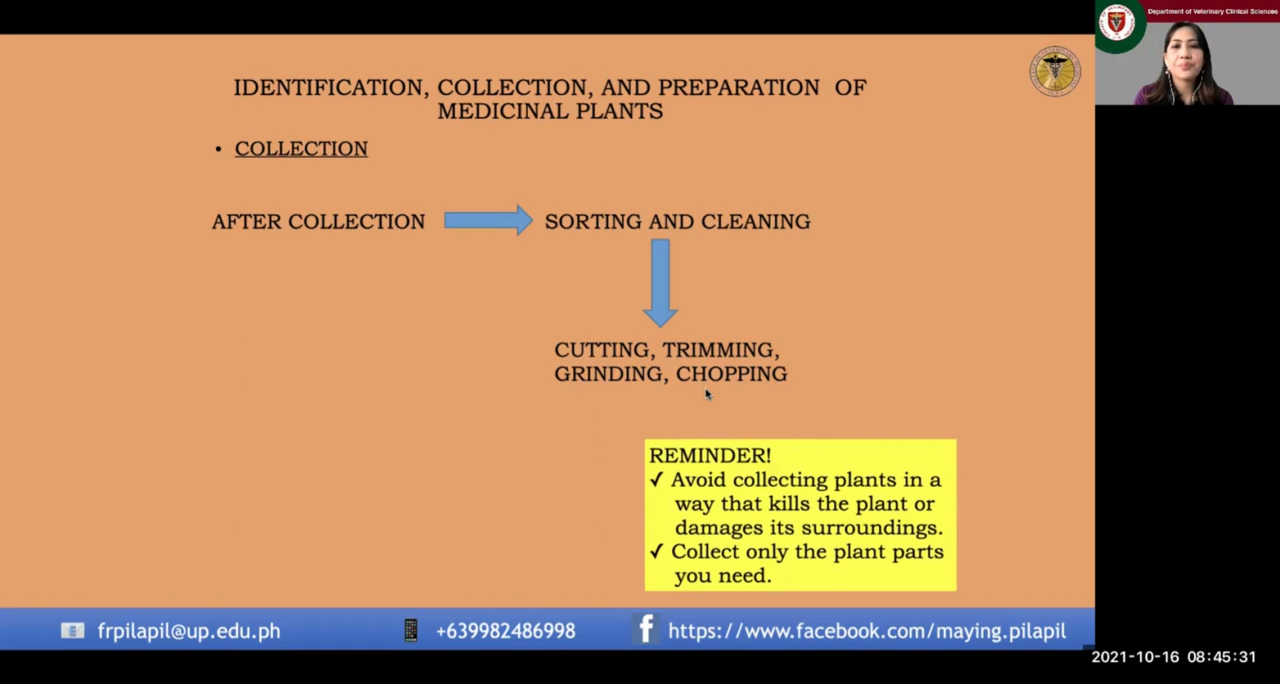 Department of Veterinary Clinical Sciences
IDENTIFICATION, COLLECTION, AND PREPARATION OF
MEDICINAL PLANTS
• COLLECTION
AFTER COLLECTION
SORTING AND CLEANING
CUTTING, TRIMMING,
GRINDING, CHOPPING
REMINDER!
✓ Avoid collecting plants in a
way that kills the plant or
damages its surroundings.
✓ Collect only the plant parts
you need.
frpilapil@up.edu.ph
+639982486998
f https://www.facebook.com/maying.pilapil
2021-10-16 08:45:31